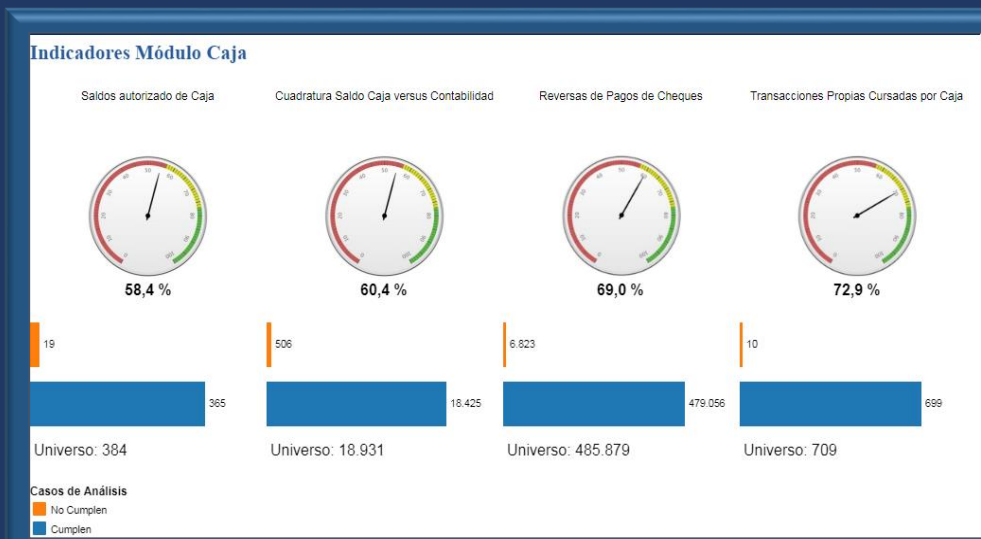 Indicadores Módulo Caja
Saldos autorizado de Caja
Cuadratura Saldo Caja versus Contabilidad
Reversas de Pagos de Cheques
Transacciones Propias Cursadas por Caja
58,4 %
60,4 %
69,0 %
72,9 %
19
506
6.823
10
365
18.425
479.056
699
Universo: 384
Universo: 18.931
Universo: 485.879
Universo: 709
Casos de Análisis
No Cumplen
Cumplen